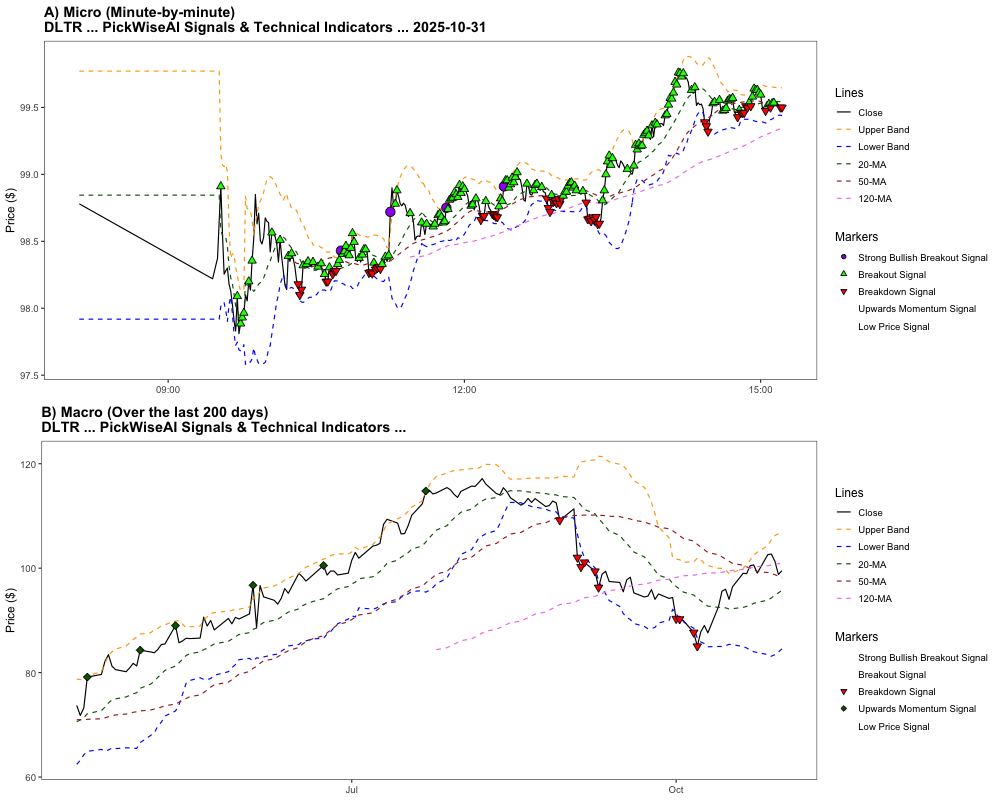 A) Micro (Minute-by-minute)
DLTR ... PickWiseAI Signals & Technical Indicators ... 2025-10-31
Price ($)
99.5
99.0
98.5
98.0
97.5
09:00
12:00
15:00
Lines
Close
Upper Band
Lower Band
20-MA
50-MA
120-MA
Markers
Strong Bullish Breakout Signal
Breakout Signal
Breakdown Signal
Upwards Momentum Signal
Low Price Signal
B) Macro (Over the last 200 days)
DLTR ... PickWiseAI Signals & Technical Indicators ...
Price ($)
120
100
80
60
Jul
Oct
Lines
Close
Upper Band
Lower Band
20-MA
50-MA
120-MA
Markers
Strong Bullish Breakout Signal
Breakout Signal
Breakdown Signal
Upwards Momentum Signal
Low Price Signal